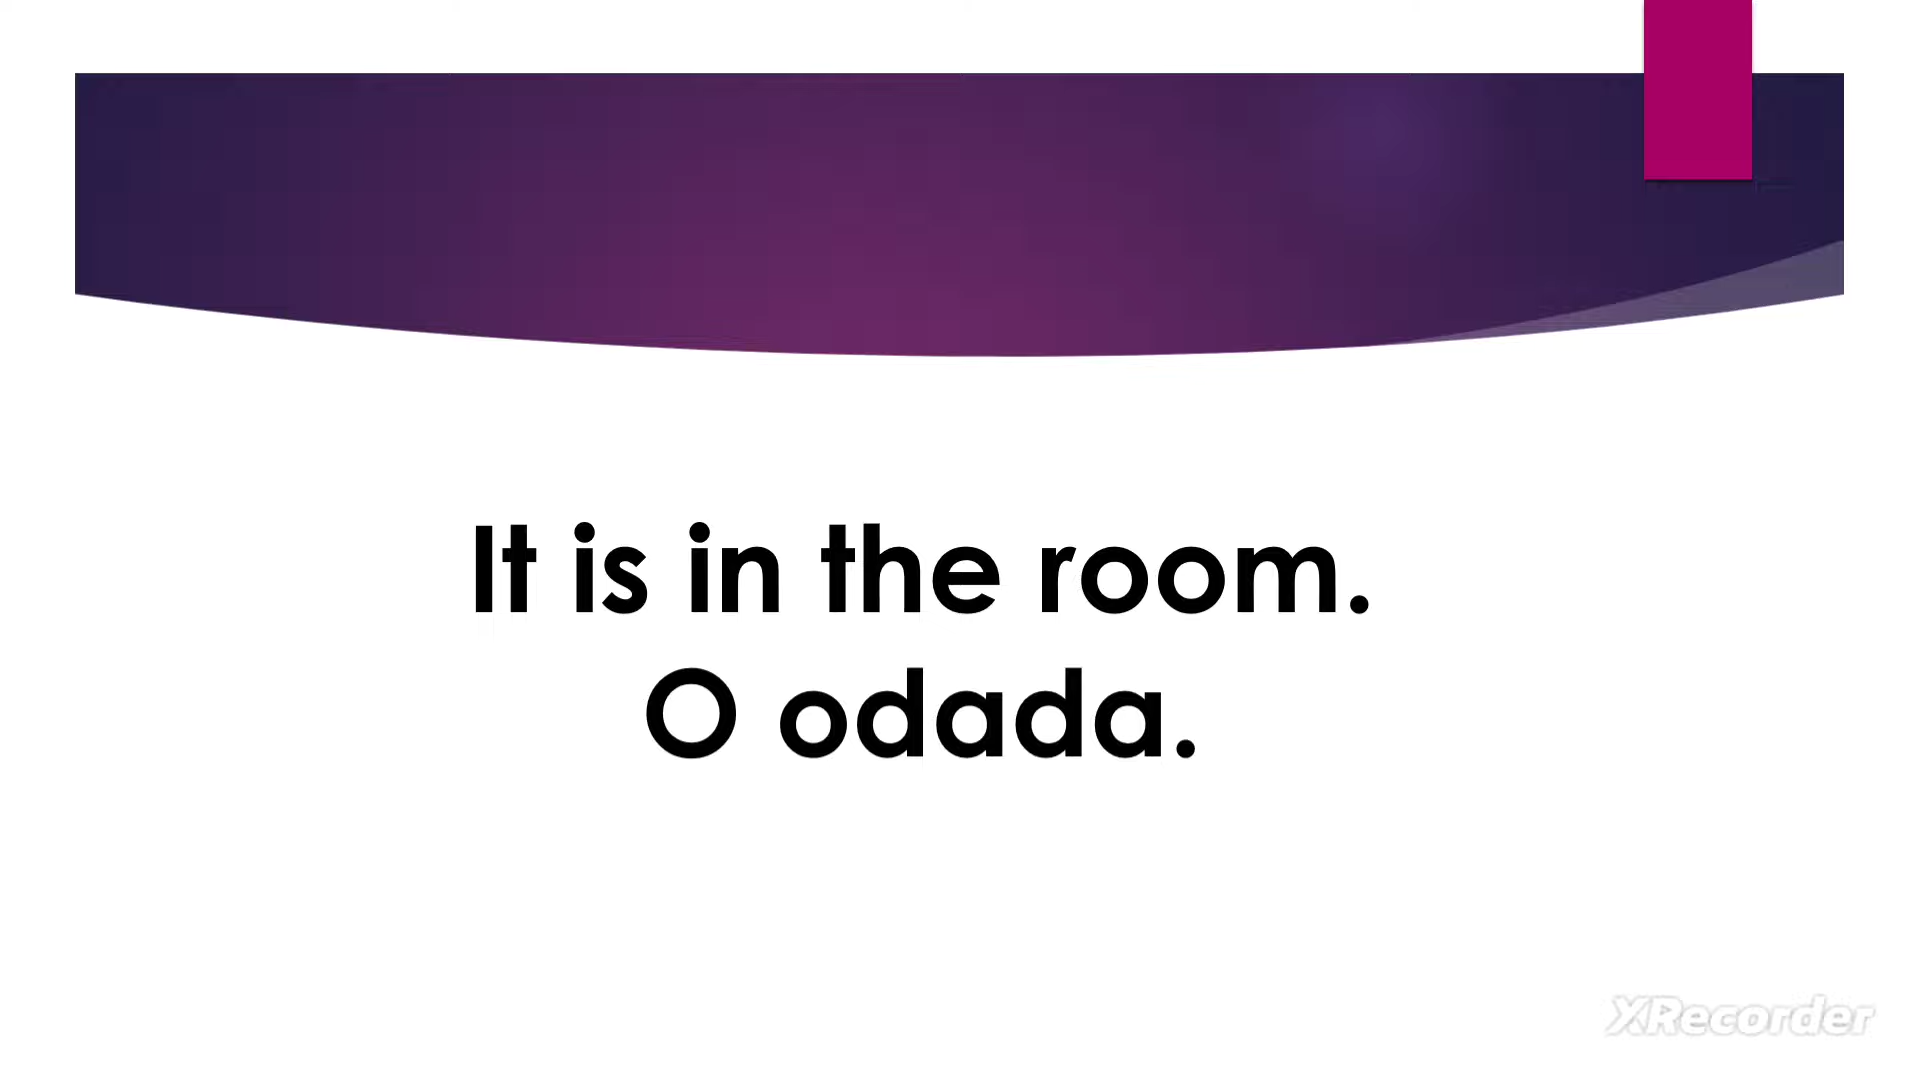 It is in the room.
O odada.
XRecorder